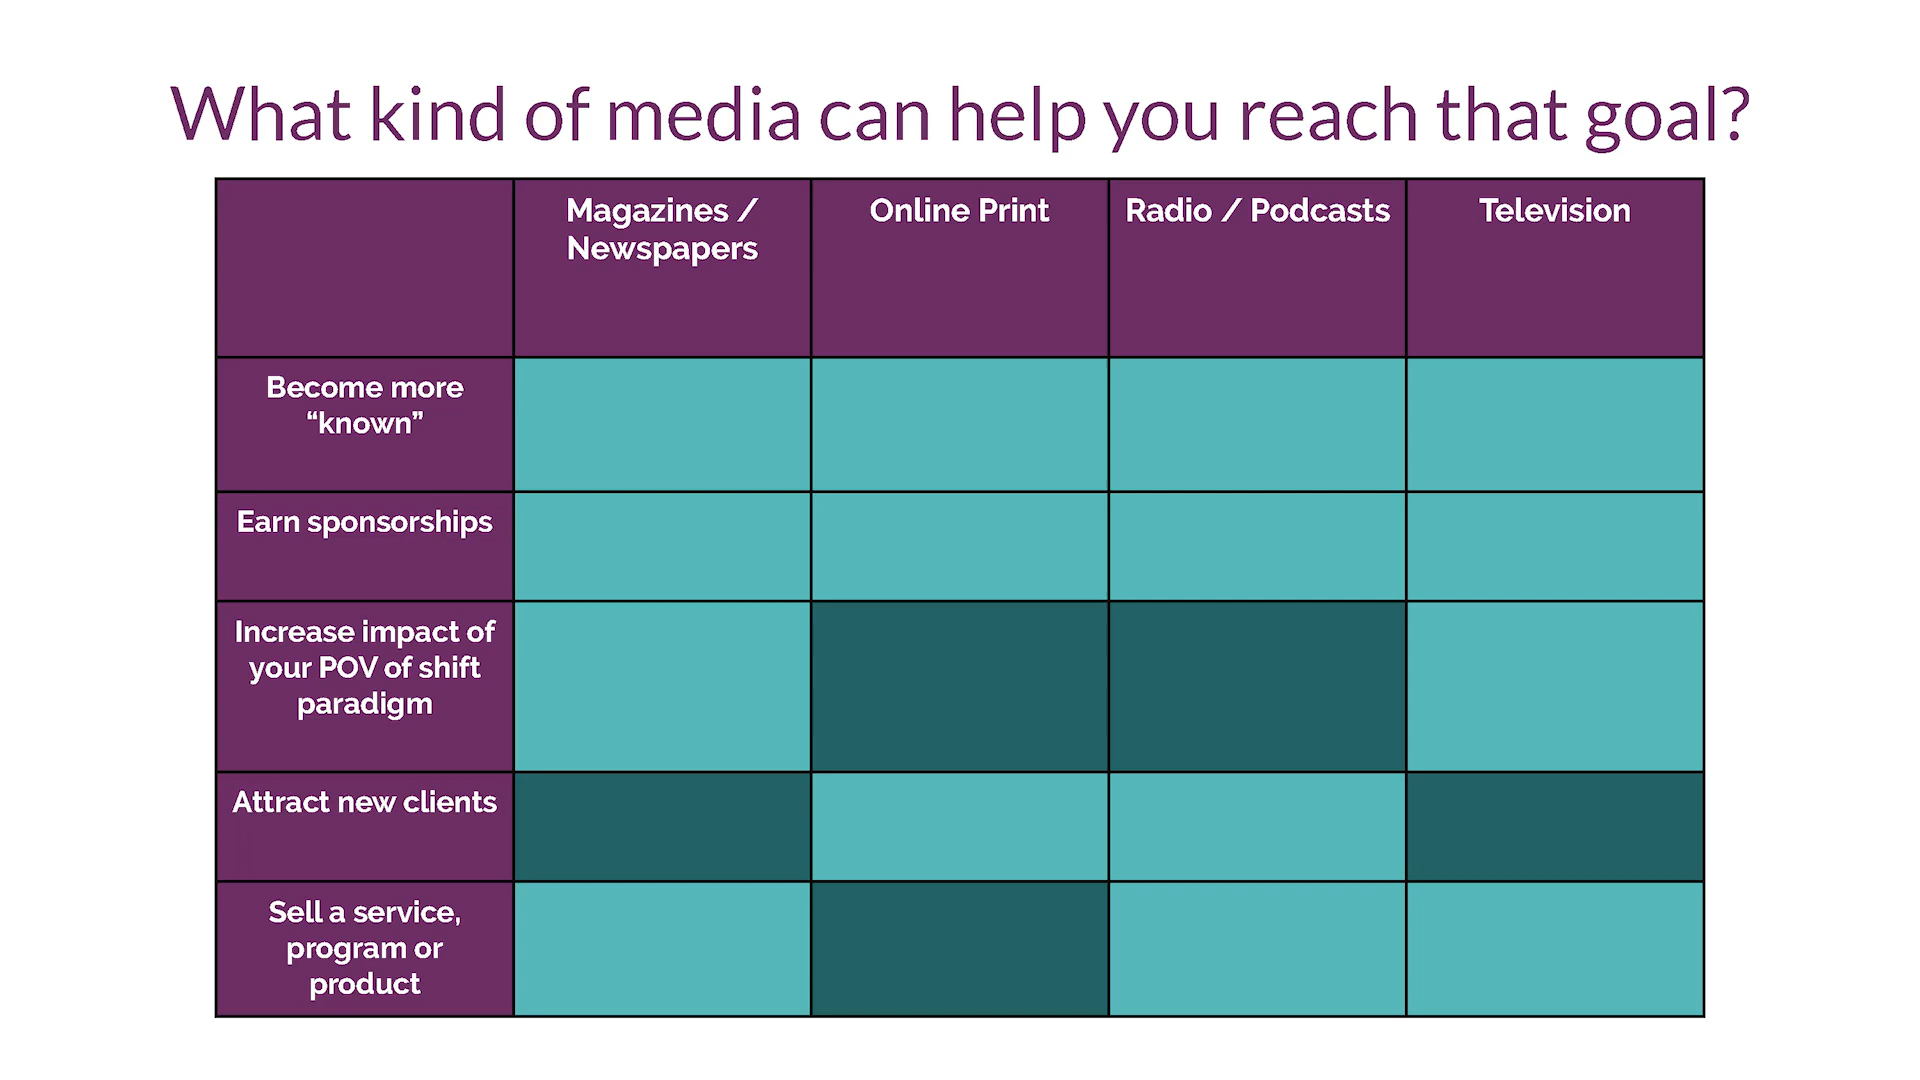 What kind of media can help you reach that goal?
Magazines /
Newspapers
Online Print
Radio / Podcasts
Television
Become more
“known”
Earn sponsorships
Increase impact of
your POV of shift
paradigm
Attract new clients
Sell a service,
program or
product